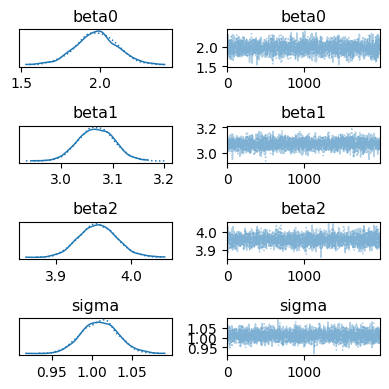 beta0 beta0
2.0
1.5
1.5 2.0 0 1000
beta1 beta1
3.2
3.0
3.0 3.1 3.2 0 1000
beta2 beta2
4.0
3.9
3.9 4.0 0 1000
sigma sigma
1.05
1.00
0.95
0.95 1.00 1.05 0 1000